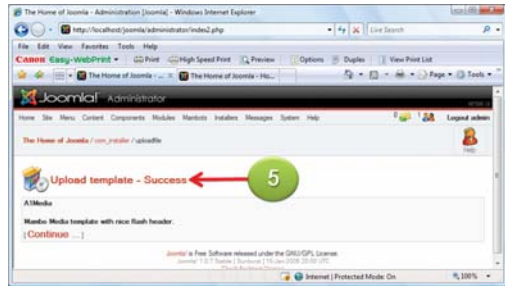 The Home of Joomla - Administration [Joomla] - Windows Internet Explorer
http://localhost/joomla/administrator/index2.php
Live Search
File Edit View Favorites Tools Help
Canon Easy-WebPrint Print High Speed Print Preview Options Duplex View Print List
The Home of Joomla - ... The Home of Joomla - Ho... Page Tools
Joomla! Administrator
Home Site Menu Content Components Modules Mambots Installers Messages System Help Logout admin
The Home of Joomla / com_installer / uploadfile
Help
Upload template - Success
5
A1Media
Mambo Media template with nice flash header.
[ Continue ... ]
Joomla! is Free Software released under the GNU/GPL License.
Internet | Protected Mode: On 100%